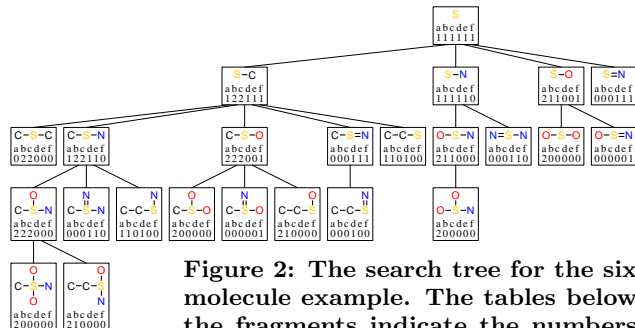 S
abcdef
111111
S-C S-N S-O S=N
abcdef abcdef abcdef abcdef
122111 111110 211001 000111
C-S-C C-S-N C-S-O C-S=N C-C-S O-S-N N=S-N O-S-O O-S=N
abcdef abcdef abcdef abcdef abcdef abcdef abcdef abcdef abcdef
022000 122110 222001 000111 110100 211000 000110 200000 000001
O N N O N O N O
C-S-N C-S-N C-C-S C-S-O C-S-O C-C-S C-C-S O-S-N
abcdef abcdef abcdef abcdef abcdef abcdef abcdef abcdef
222000 000110 110100 200000 000001 210000 000100 200000
O O
C-S-N C-C-S
O N
abcdef abcdef
200000 210000
Figure 2: The search tree for the six
molecule example. The tables below
the fragments indicate the numbers